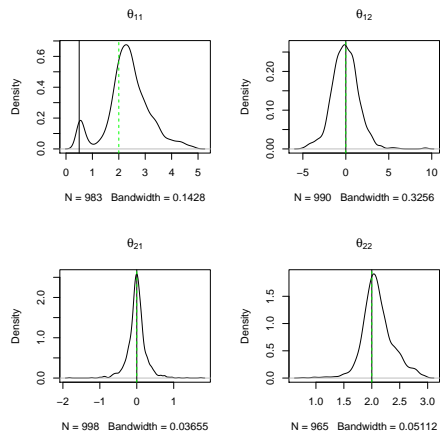 θ11
θ12
Density
0.0 0.2 0.4 0.6
0 1 2 3 4 5
N = 983 Bandwidth = 0.1428
Density
0.00 0.10 0.20
-5 0 5 10
N = 990 Bandwidth = 0.3256
θ21
θ22
Density
0.0 1.0 2.0
-2 -1 0 1
N = 998 Bandwidth = 0.03655
Density
0.0 0.5 1.0 1.5
1.0 1.5 2.0 2.5 3.0
N = 965 Bandwidth = 0.05112